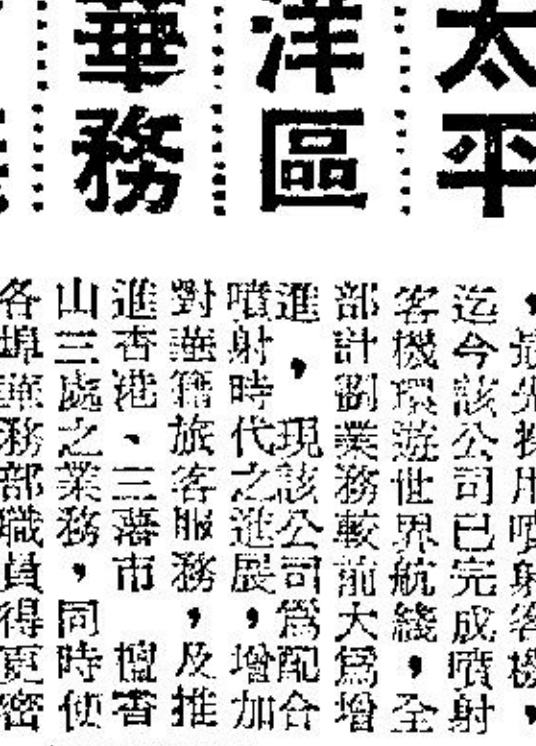 太平
洋區
華務
，最先採用噴射客機，
迄今該公司已完成噴射
客機環游世界航綫，全
部計劃業務較前大為增
進，現該公司為配合
噴射時代之進展，增加
對華籍旅客服務，及推
進香港、三藩市　檀香
山三處之業務，同時使
各埠華務部職員得更密